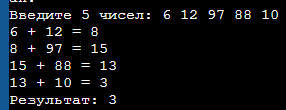 Введите 5 чисел: 6 12 97 88 10
6 + 12 = 8
8 + 97 = 15
15 + 88 = 13
13 + 10 = 3
Результат: 3